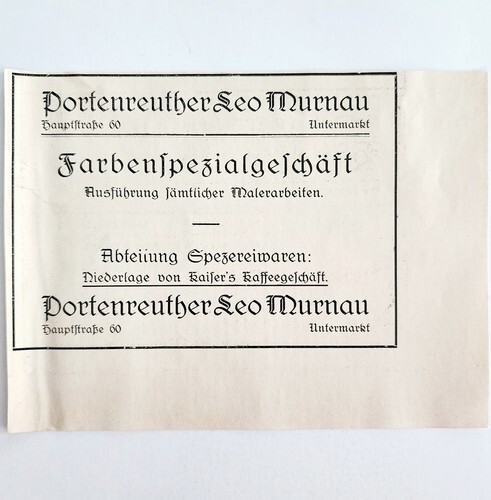 Portenreuther Leo Murnau
Hauptstraße 60 Untermarkt
Farbenspezialgeschäft
Ausführung sämtlicher Malerarbeiten.
Abteilung Spezereiwaren:
Niederlage von Kaiser's Kaffeegeschäft.
Portenreuther Leo Murnau
Hauptstraße 60 Untermarkt